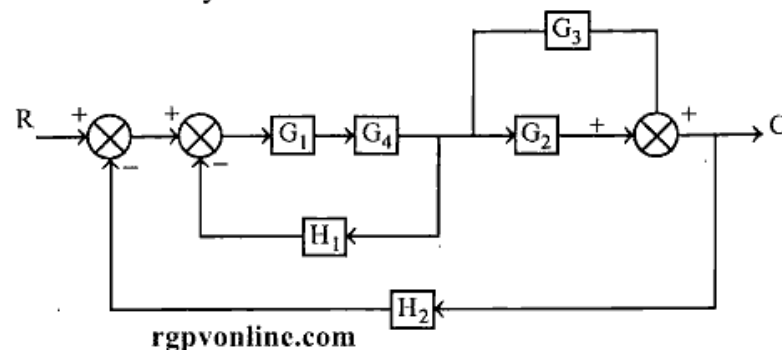 G3
R + + G1 G4 G2 + + C
− −
H1
H2
rgpvonline.com